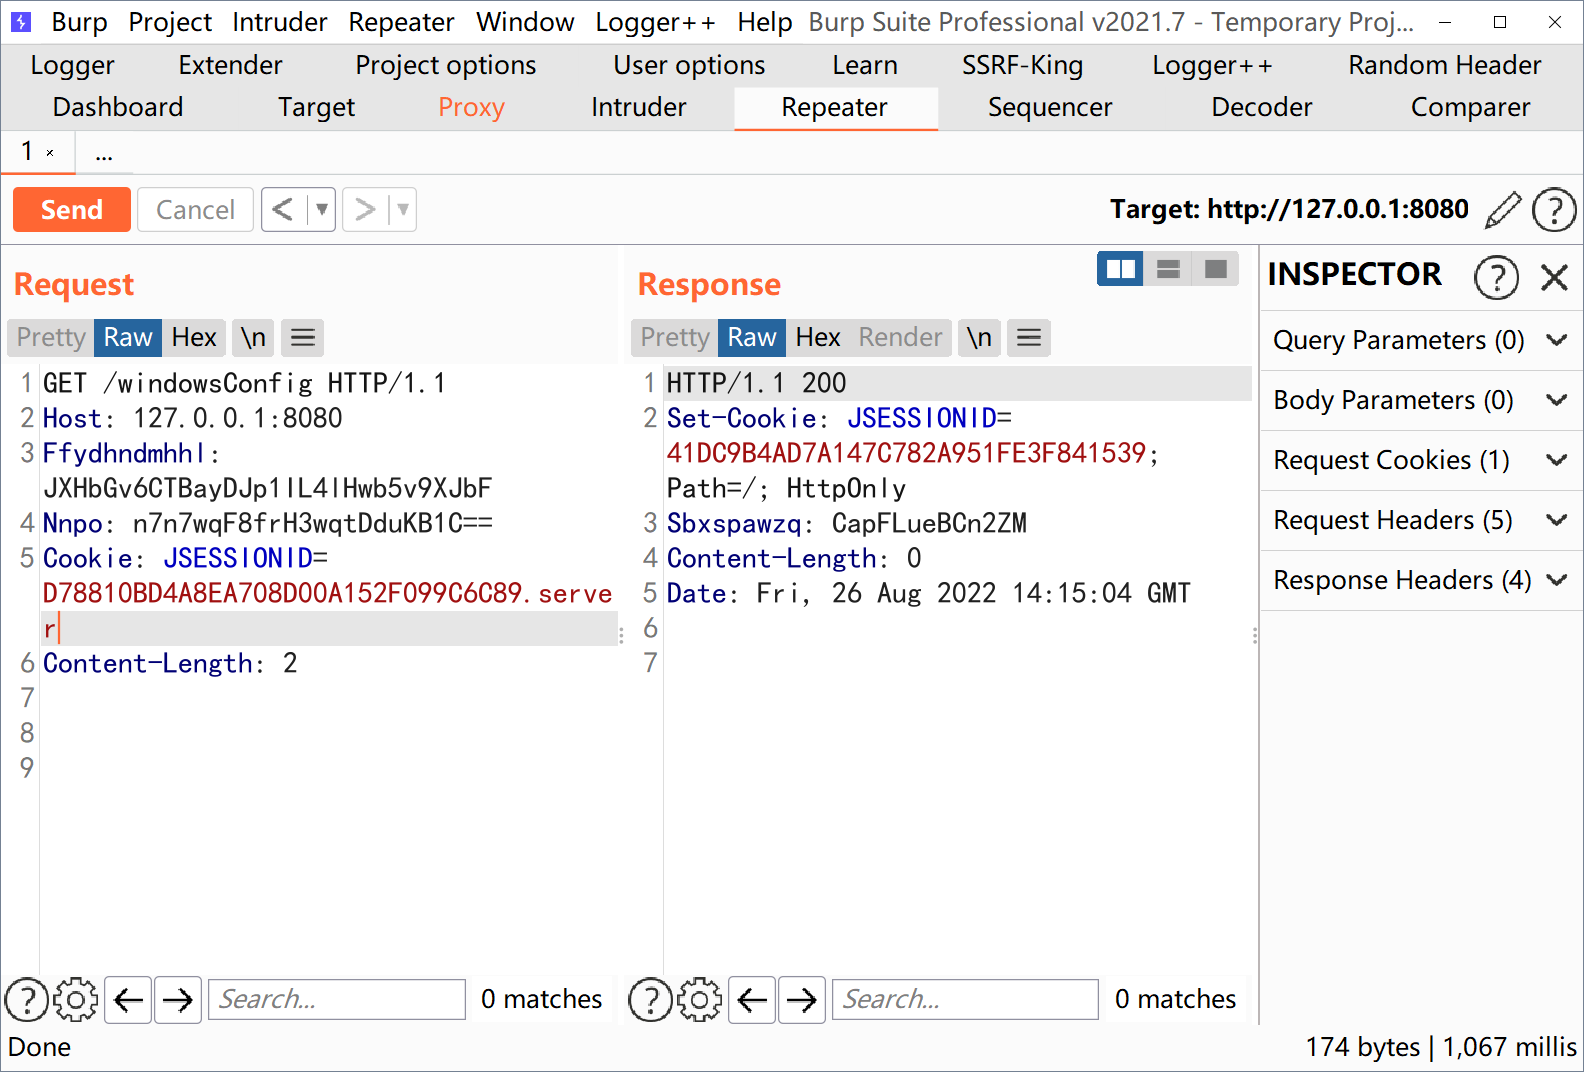 Burp Project Intruder Repeater Window Logger++ Help Burp Suite Professional v2021.7 - Temporary Proj...
Logger Extender Project options User options Learn SSRF-King Logger++ Random Header
Dashboard Target Proxy Intruder Repeater Sequencer Decoder Comparer
1 × ...
Send Cancel < > Target: http://127.0.0.1:8080
Request
Pretty Raw Hex \n
1 GET /windowsConfig HTTP/1.1
2 Host: 127.0.0.1:8080
3 Ffydhndmhhl:
JXHbGv6CTBayDJp1IL4lHwb5v9XJbF
4 Nnpo: n7n7wqF8frH3wqtDduKB1C==
5 Cookie: JSESSIONID=
D78810BD4A8EA708D00A152F099C6C89.serve
r
6 Content-Length: 2
7
8
9
Search... 0 matches
Response
Pretty Raw Hex Render \n
1 HTTP/1.1 200
2 Set-Cookie: JSESSIONID=
41DC9B4AD7A147C782A951FE3F841539;
Path=/; HttpOnly
3 Sbxspawzq: CapFLueBCn2ZM
4 Content-Length: 0
5 Date: Fri, 26 Aug 2022 14:15:04 GMT
6
7
Search... 0 matches
INSPECTOR
Query Parameters (0)
Body Parameters (0)
Request Cookies (1)
Request Headers (5)
Response Headers (4)
Done
174 bytes | 1,067 millis